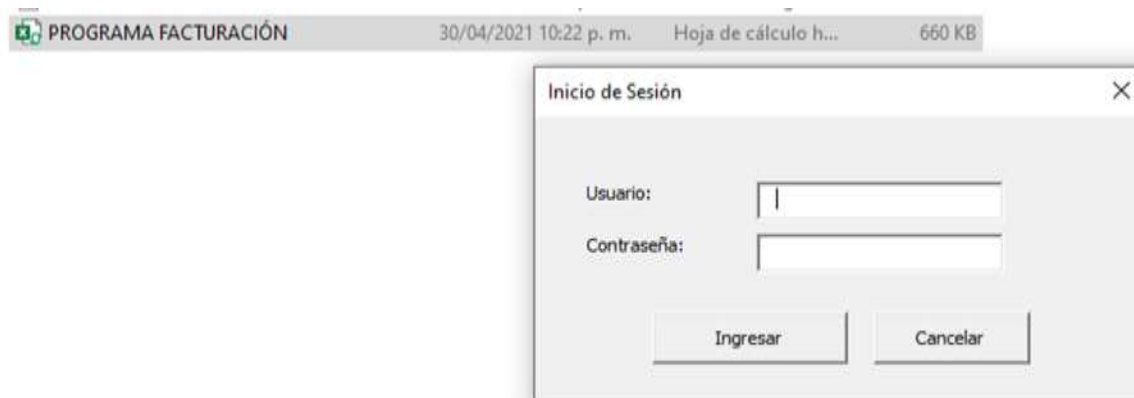 PROGRAMA FACTURACIÓN 30/04/2021 10:22 p. m. Hoja de cálculo h... 660 KB
Inicio de Sesión
Usuario:
Contraseña:
Ingresar Cancelar